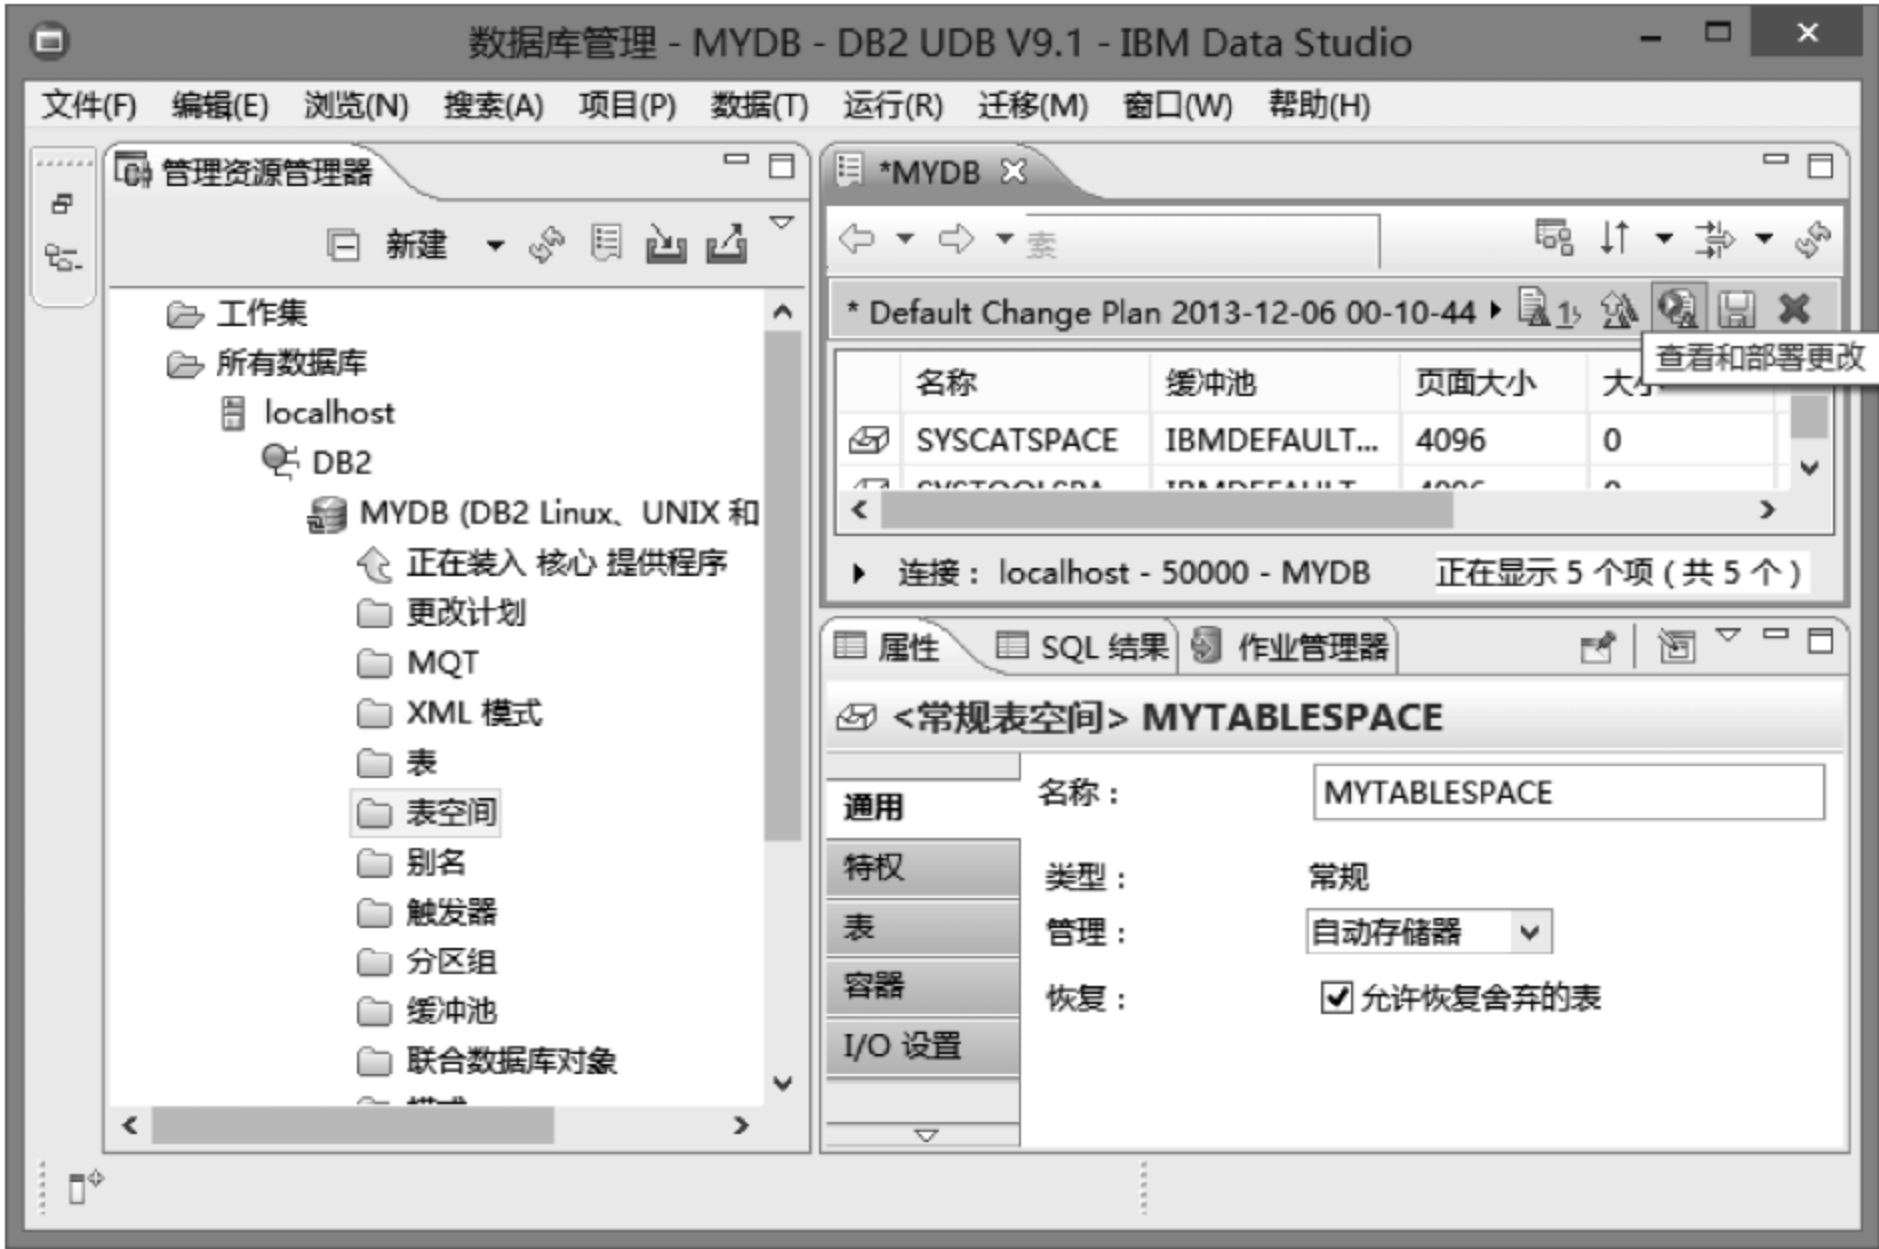 数据库管理 - MYDB - DB2 UDB V9.1 - IBM Data Studio
文件(F) 编辑(E) 浏览(N) 搜索(A) 项目(P) 数据(T) 运行(R) 迁移(M) 窗口(W) 帮助(H)
管理资源管理器
新建
工作集
所有数据库
localhost
DB2
MYDB (DB2 Linux、UNIX 和
正在装入 核心 提供程序
更改计划
MQT
XML 模式
表
表空间
别名
触发器
分区组
缓冲池
联合数据库对象
模式
*MYDB
索
* Default Change Plan 2013-12-06 00-10-44
1
查看和部署更改
名称 缓冲池 页面大小 大小
SYSCATSPACE IBMDEFAULT... 4096 0
连接： localhost - 50000 - MYDB 正在显示 5 个项 ( 共 5 个 )
属性 SQL 结果 作业管理器
<常规表空间> MYTABLESPACE
通用
特权
表
容器
I/O 设置
名称： MYTABLESPACE
类型： 常规
管理： 自动存储器
恢复： 允许恢复舍弃的表